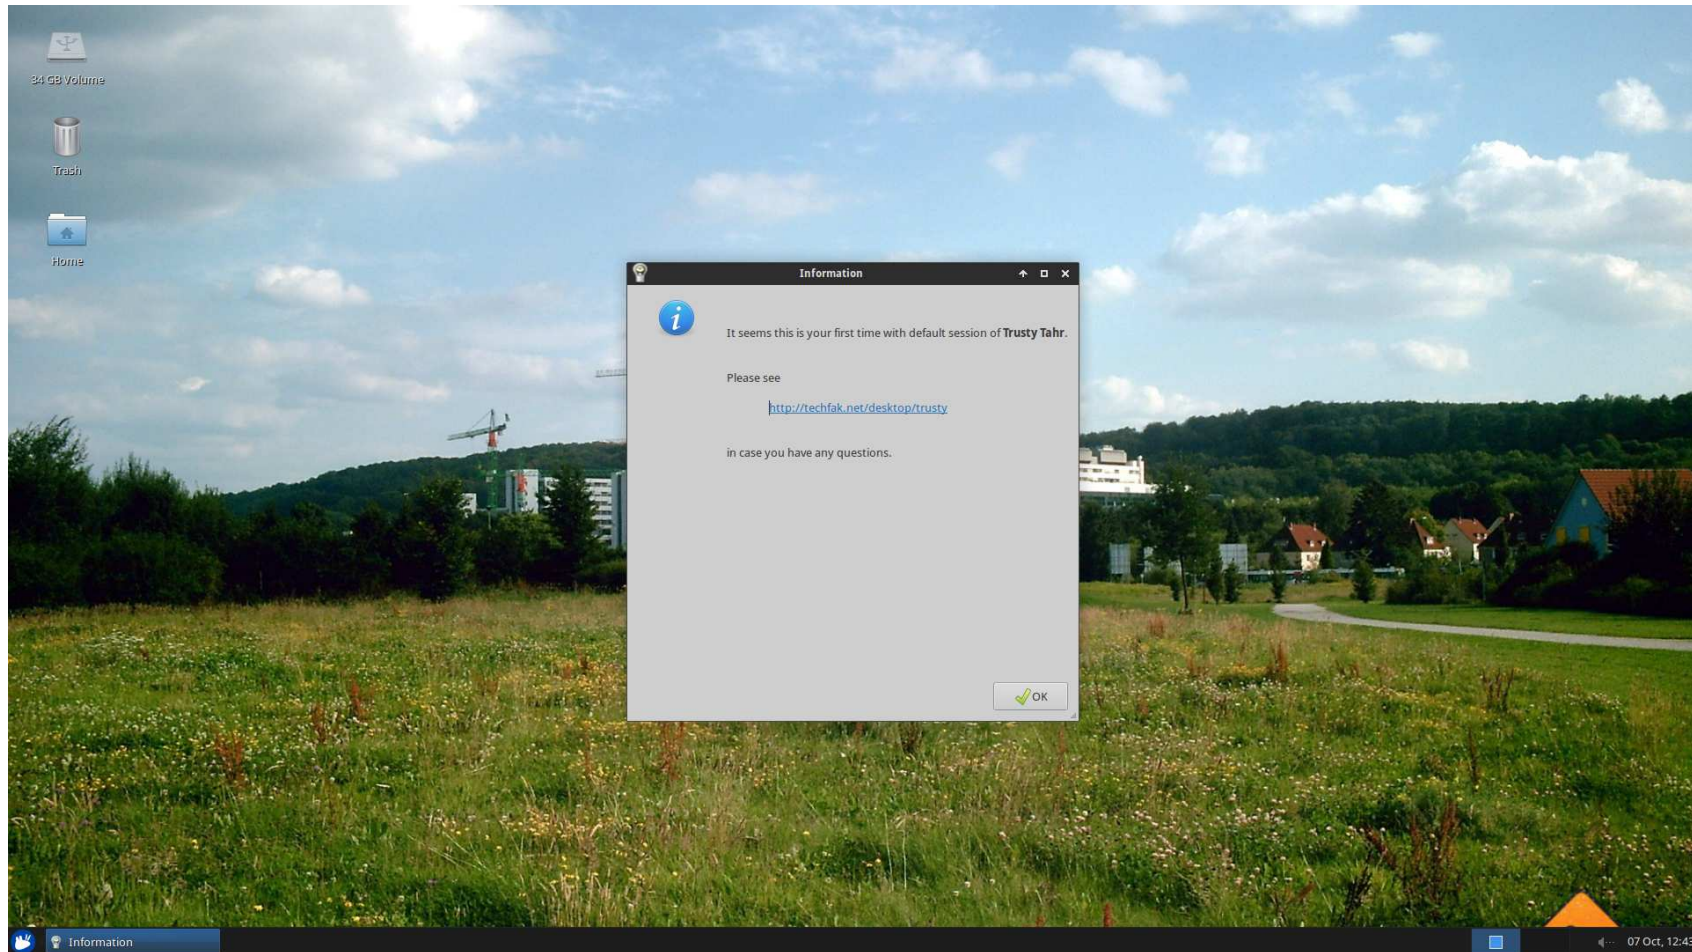 34 GB Volume
Trash
Home
Information
It seems this is your first time with default session of Trusty Tahr.
Please see
http://techfak.net/desktop/trusty
in case you have any questions.
OK
Information
07 Oct, 12:43